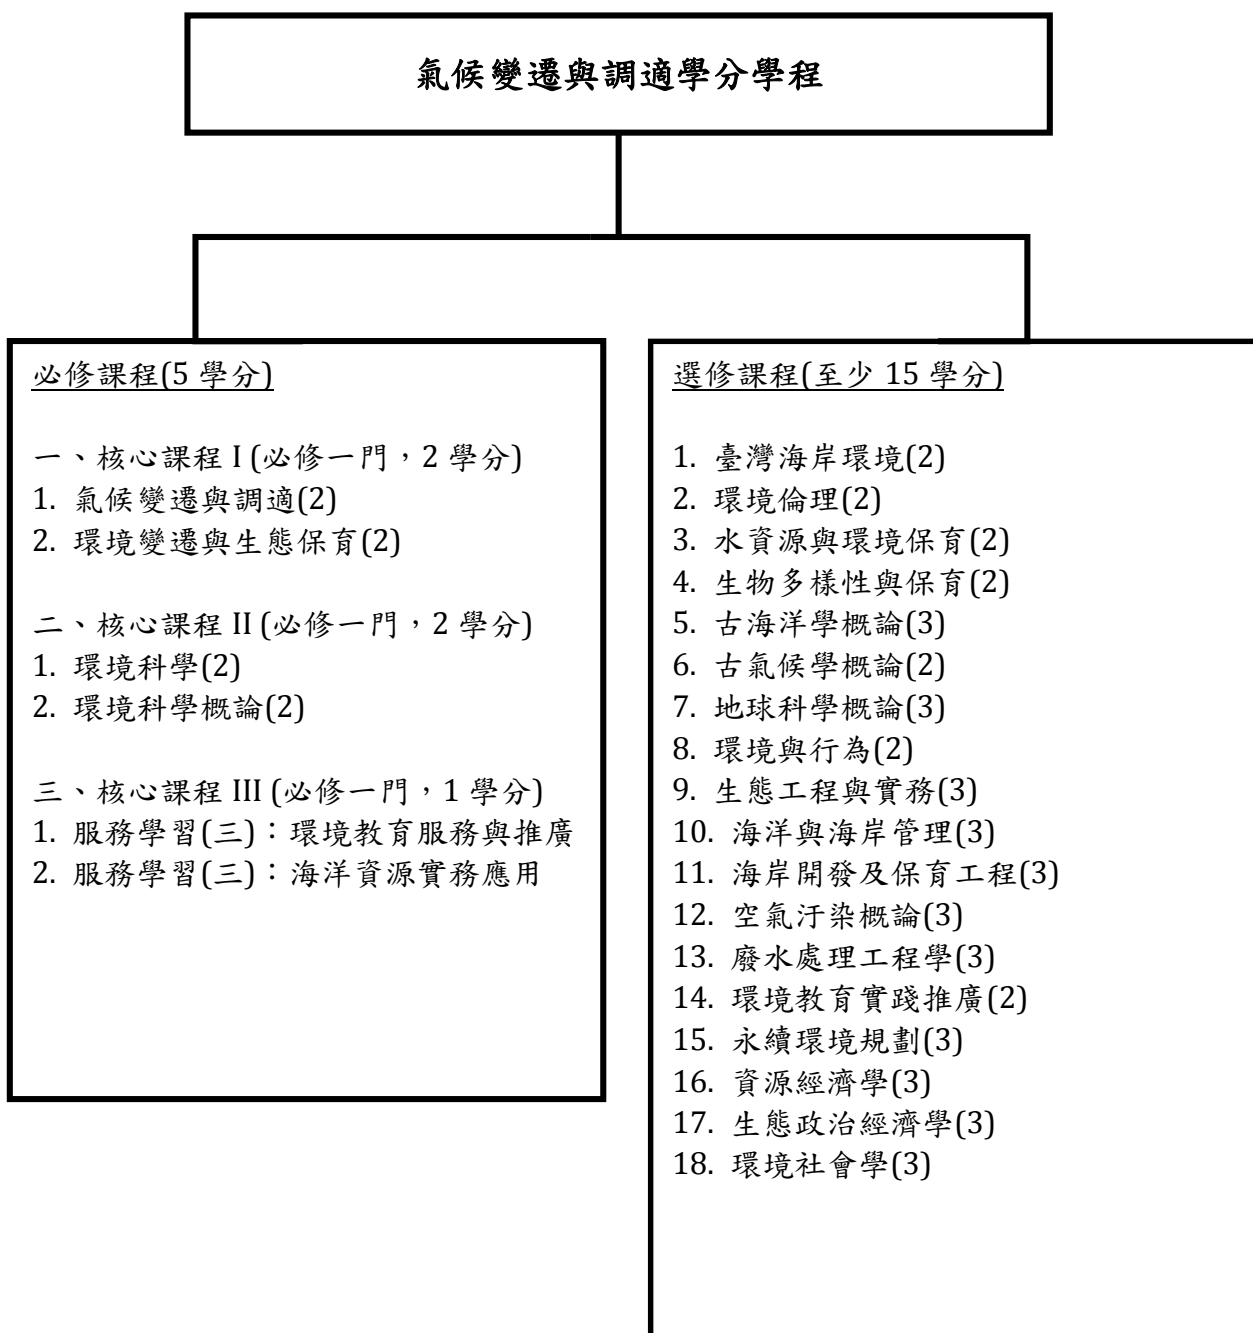 氣候變遷與調適學分學程
必修課程(5 學分)
一、核心課程 I (必修一門，2 學分)
1. 氣候變遷與調適(2)
2. 環境變遷與生態保育(2)
二、核心課程 II (必修一門，2 學分)
1. 環境科學(2)
2. 環境科學概論(2)
三、核心課程 III (必修一門，1 學分)
1. 服務學習(三)：環境教育服務與推廣
2. 服務學習(三)：海洋資源實務應用
選修課程(至少 15 學分)
1. 臺灣海岸環境(2)
2. 環境倫理(2)
3. 水資源與環境保育(2)
4. 生物多樣性與保育(2)
5. 古海洋學概論(3)
6. 古氣候學概論(2)
7. 地球科學概論(3)
8. 環境與行為(2)
9. 生態工程與實務(3)
10. 海洋與海岸管理(3)
11. 海岸開發及保育工程(3)
12. 空氣汙染概論(3)
13. 廢水處理工程學(3)
14. 環境教育實踐推廣(2)
15. 永續環境規劃(3)
16. 資源經濟學(3)
17. 生態政治經濟學(3)
18. 環境社會學(3)